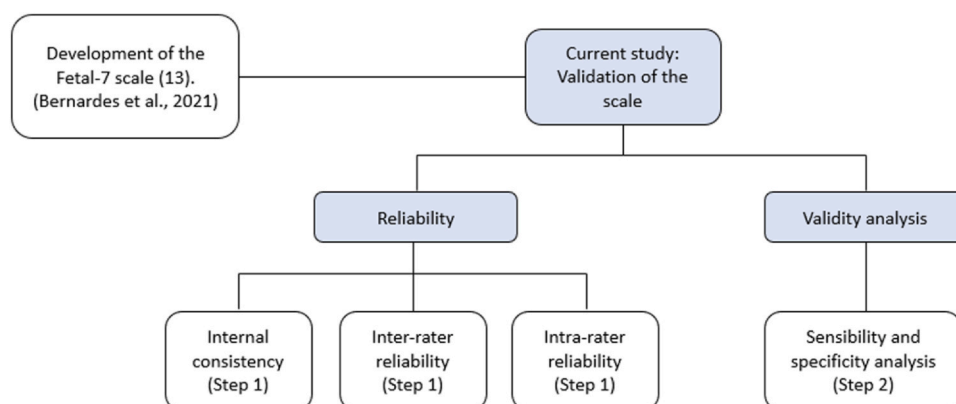 Development of the
Fetal-7 scale (13).
(Bernardes et al., 2021)
Current study:
Validation of the
scale
Reliability
Validity analysis
Internal
consistency
(Step 1)
Inter-rater
reliability
(Step 1)
Intra-rater
reliability
(Step 1)
Sensibility and
specificity analysis
(Step 2)